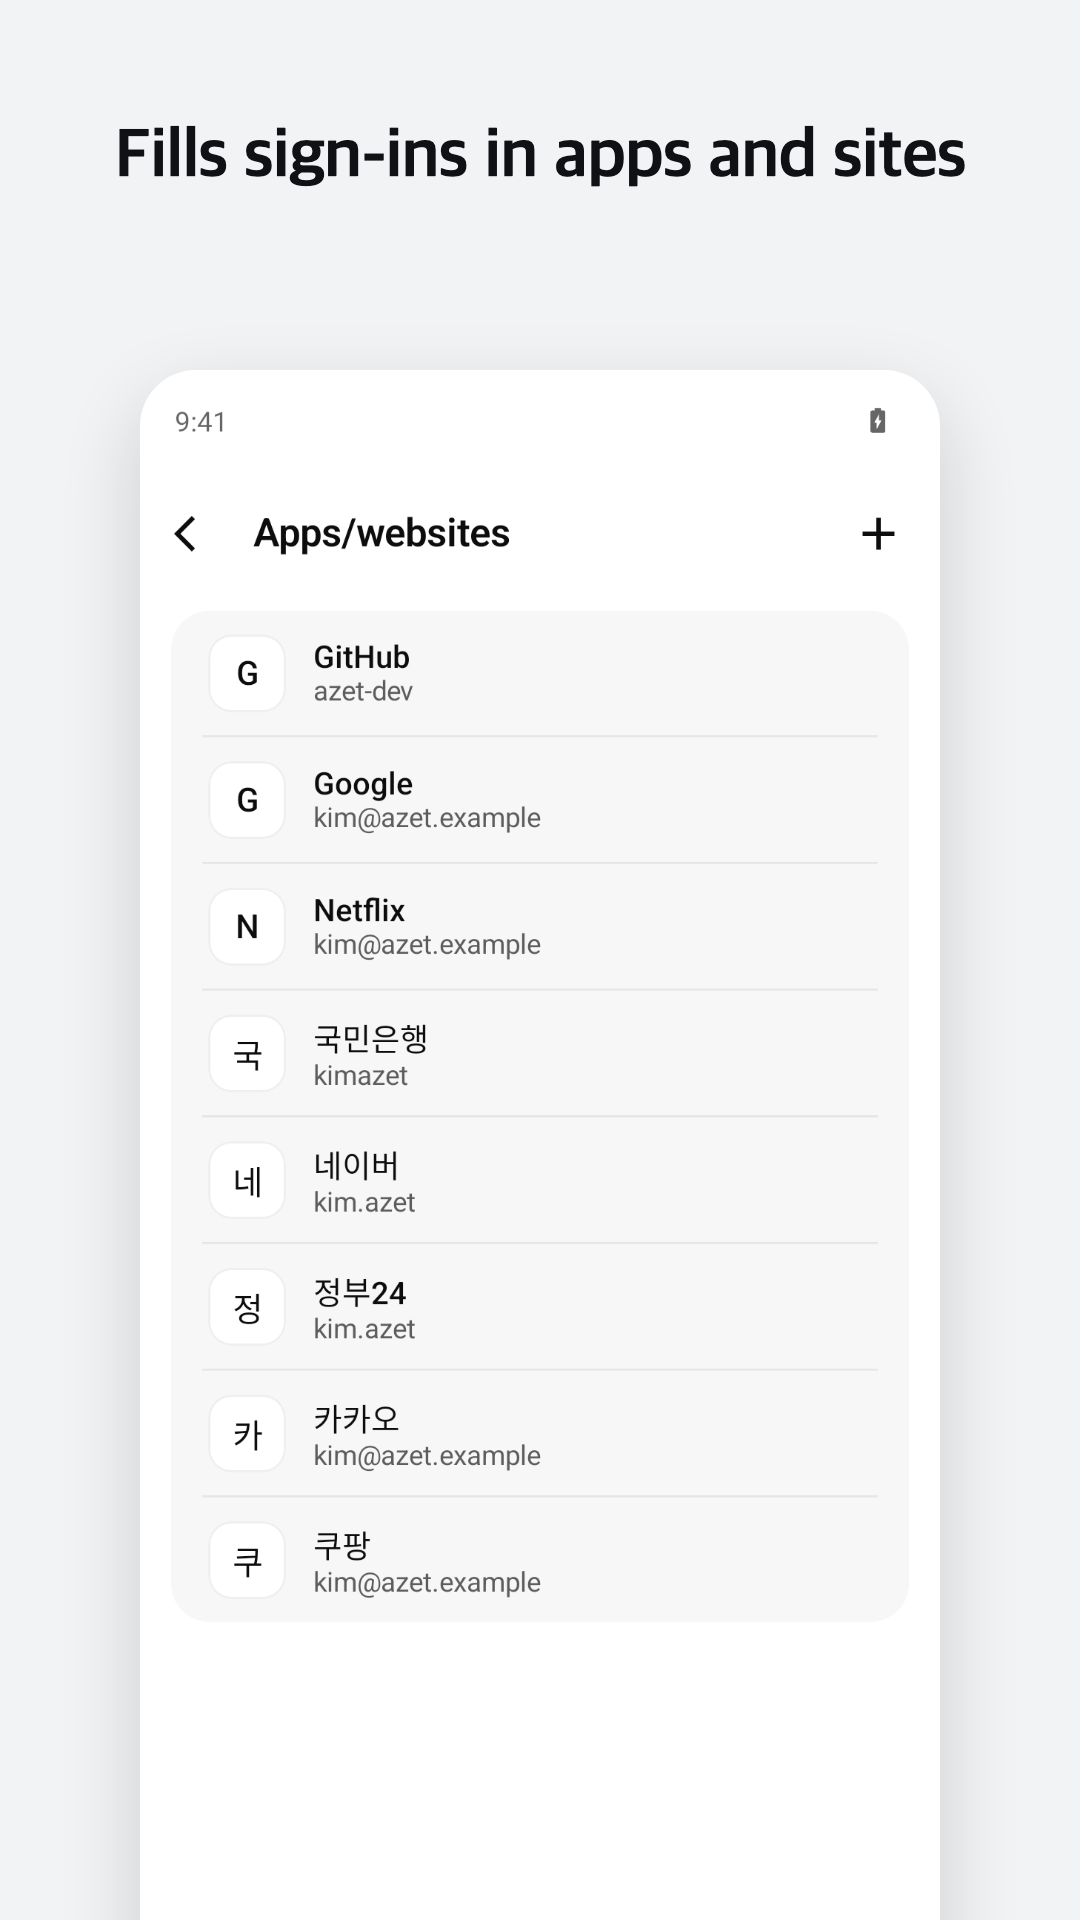 Fills sign-ins in apps and sites
9:41
Apps/websites
G
GitHub
azet-dev
G
Google
kim@azet.example
N
Netflix
kim@azet.example
국
국민은행
kimazet
네
네이버
kim.azet
정
정부24
kim.azet
카
카카오
kim@azet.example
쿠
쿠팡
kim@azet.example